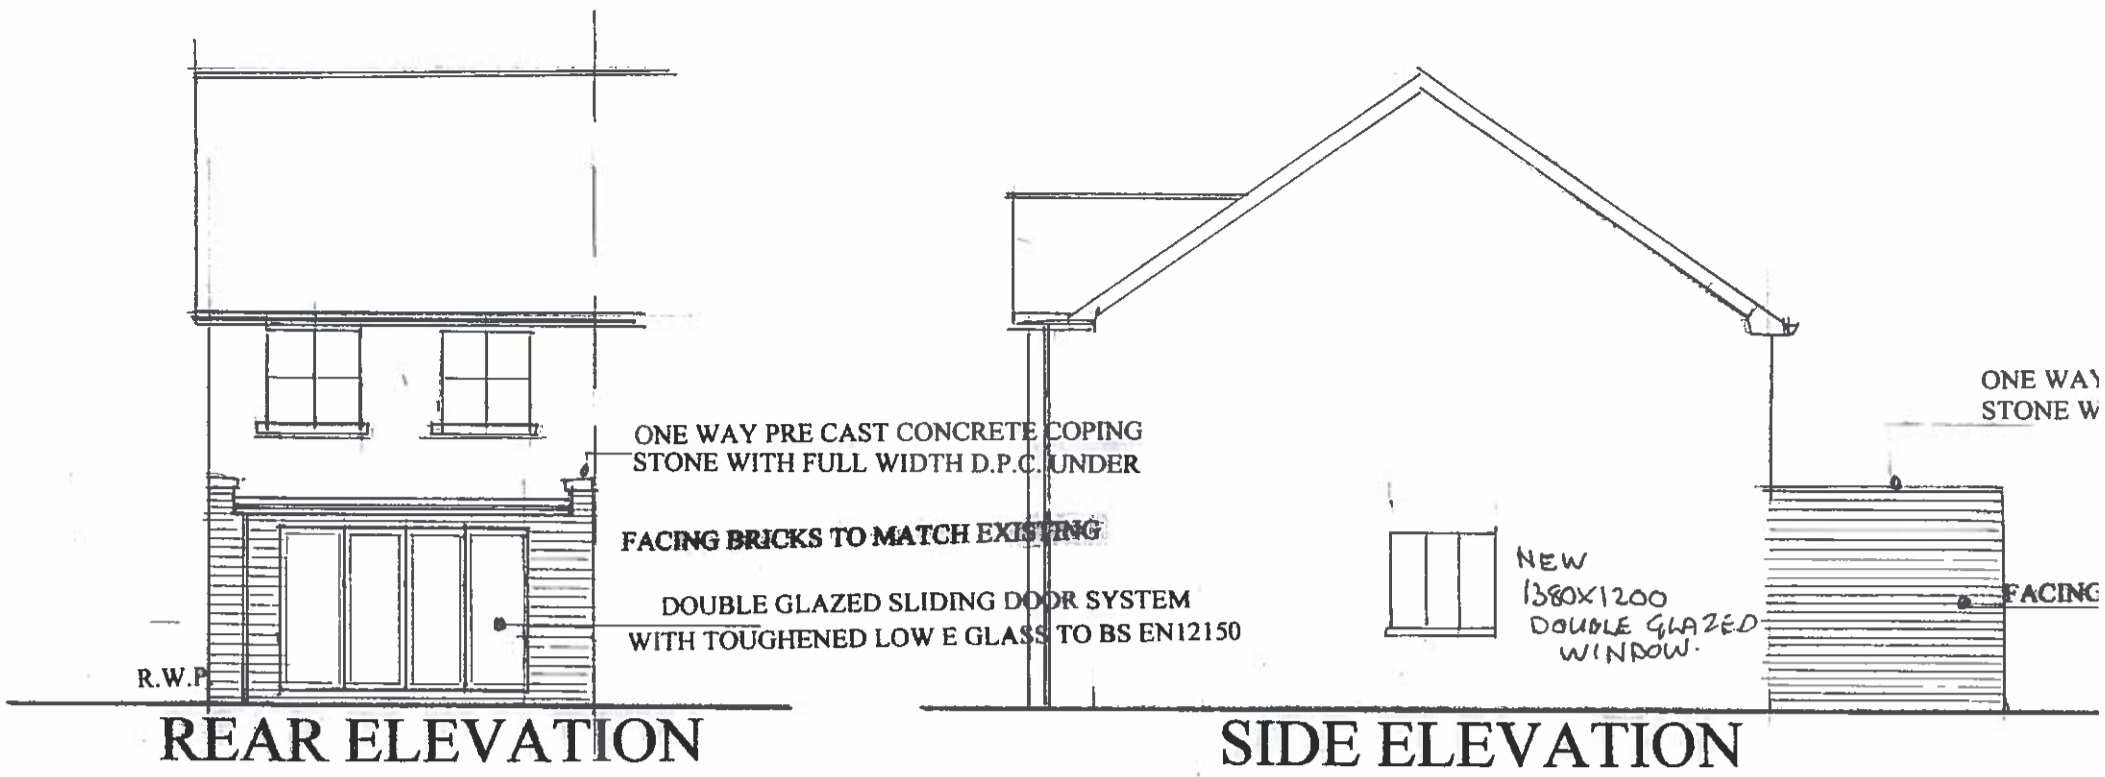 ONE WAY PRE CAST CONCRETE COPING
STONE WITH FULL WIDTH D.P.C. UNDER
FACING BRICKS TO MATCH EXISTING
DOUBLE GLAZED SLIDING DOOR SYSTEM
WITH TOUGHENED LOW E GLASS TO BS EN12150
R.W.P
REAR ELEVATION
ONE WAY
STONE W
NEW
1380X1200
DOUBLE GLAZED
WINDOW.
FACING
SIDE ELEVATION